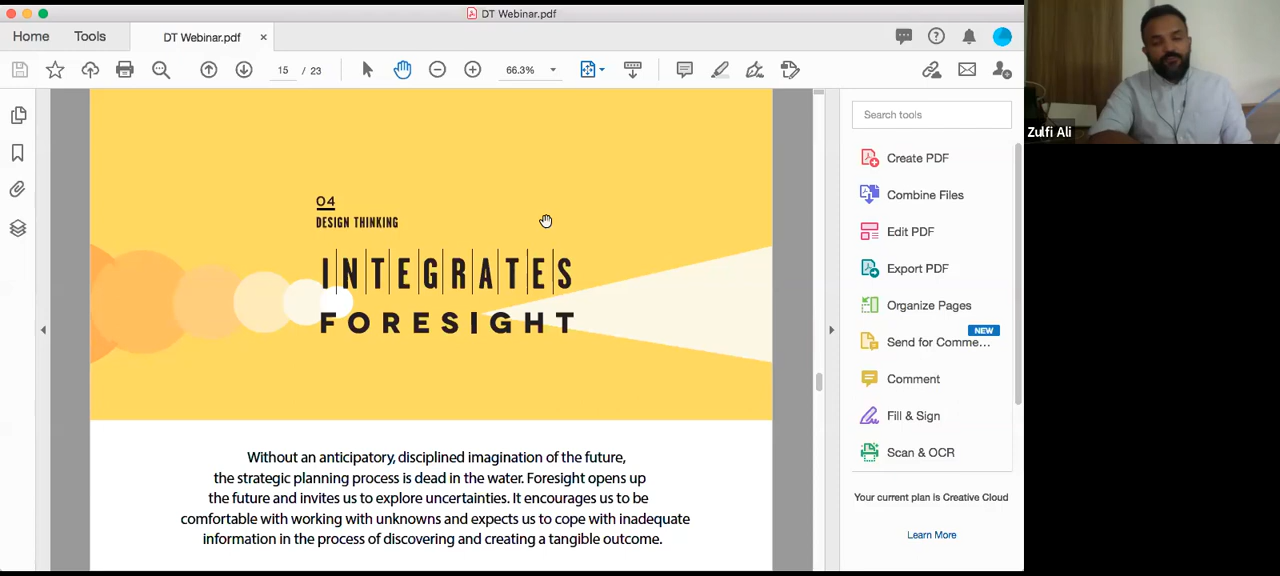 DT Webinar.pdf
Home
Tools
DT Webinar.pdf
15 / 23
66.3%
Search tools
Zulfi Ali
Create PDF
Combine Files
Edit PDF
Export PDF
Organize Pages
NEW
Send for Comme...
Comment
Fill & Sign
Scan & OCR
Your current plan is Creative Cloud
Learn More
04
DESIGN THINKING
INTEGRATES
FORESIGHT
Without an anticipatory, disciplined imagination of the future,
the strategic planning process is dead in the water. Foresight opens up
the future and invites us to explore uncertainties. It encourages us to be
comfortable with working with unknowns and expects us to cope with inadequate
information in the process of discovering and creating a tangible outcome.